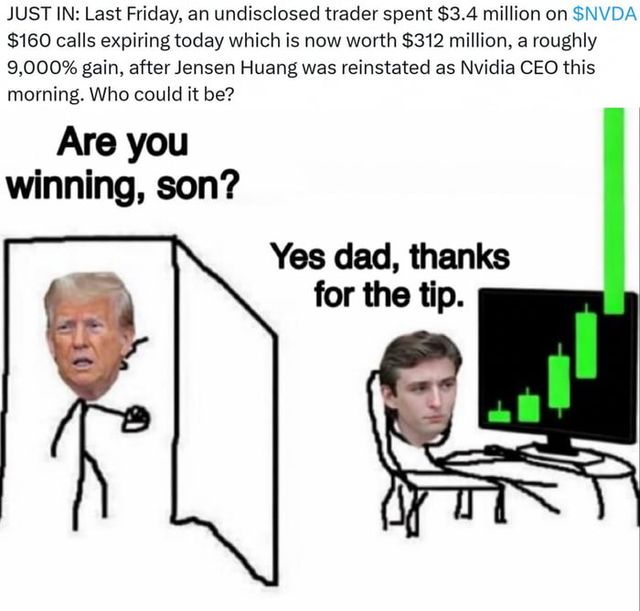 JUST IN: Last Friday, an undisclosed trader spent $3.4 million on $NVDA
$160 calls expiring today which is now worth $312 million, a roughly
9,000% gain, after Jensen Huang was reinstated as Nvidia CEO this
morning. Who could it be?
Are you
winning, son?
Yes dad, thanks
for the tip.